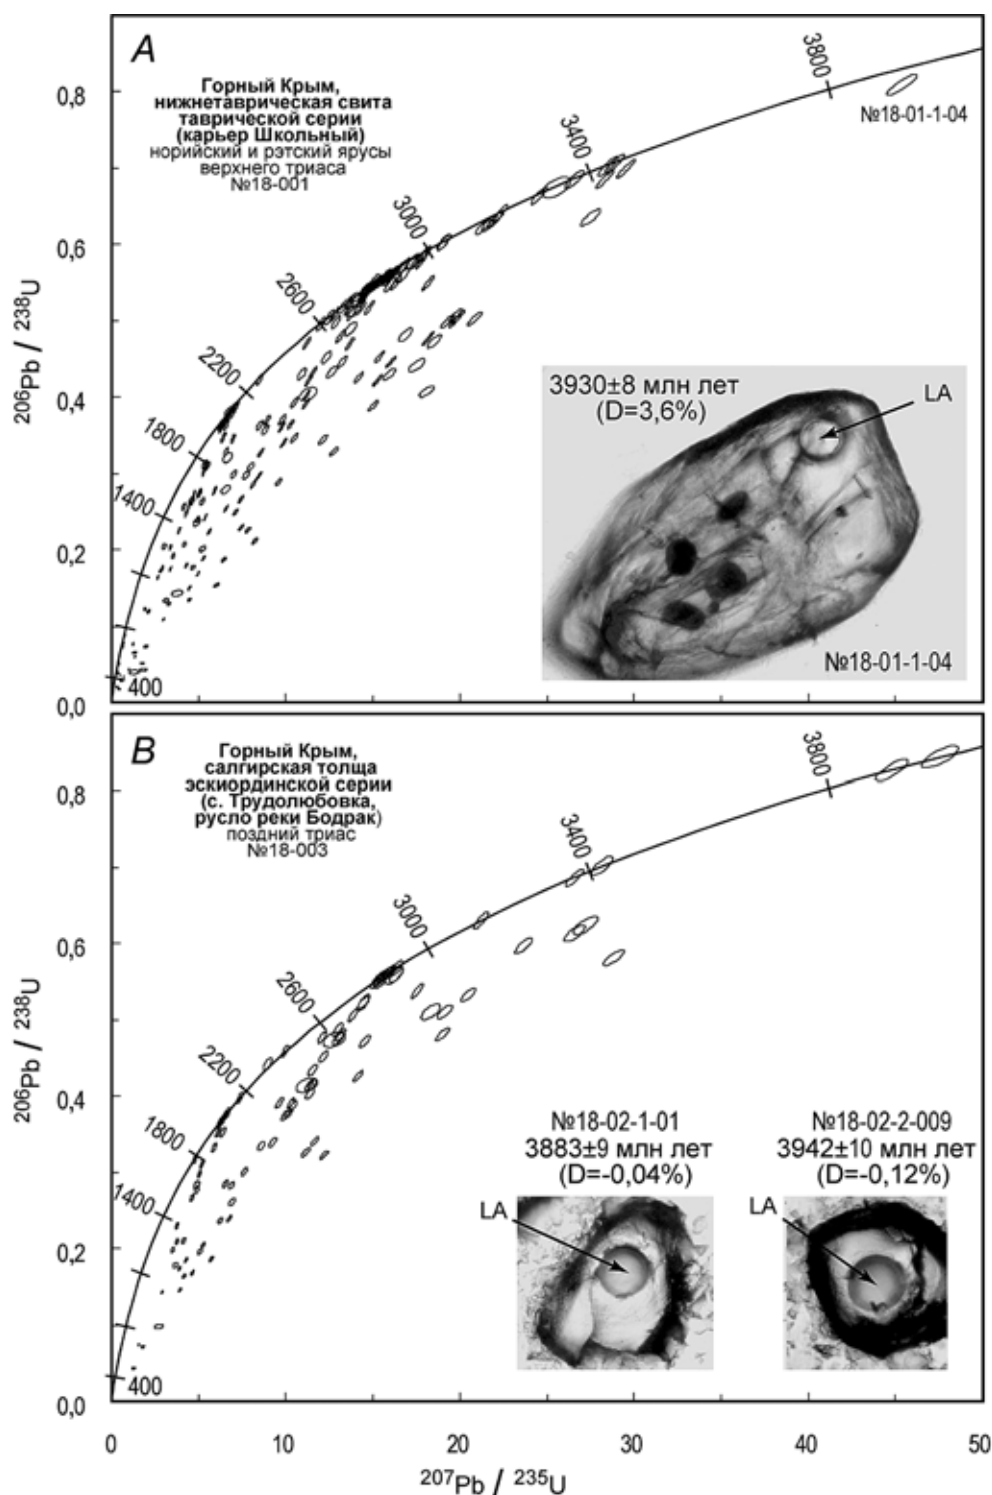 A
Горный Крым,
нижнетаврическая свита
таврической серии
(карьер Школьный)
норийский и рэтский ярусы
верхнего триаса
№18-001
3800
№18-01-1-04
3400
3000
2600
2200
1800
1400
400
0,8
0,6
0,4
0,2
0,0
206Pb / 238U
3930±8 млн лет
(D=3,6%)
LA
№18-01-1-04
B
Горный Крым,
салгирская толща
эскиординской серии
(с. Трудолюбовка,
русло реки Бодрак)
поздний триас
№18-003
3800
3400
3000
2600
2200
1800
1400
400
0,8
0,6
0,4
0,2
0,0
206Pb / 238U
№18-02-1-01
3883±9 млн лет
(D=-0,04%)
LA
№18-02-2-009
3942±10 млн лет
(D=-0,12%)
LA
0 10 20 30 40 50
207Pb / 235U